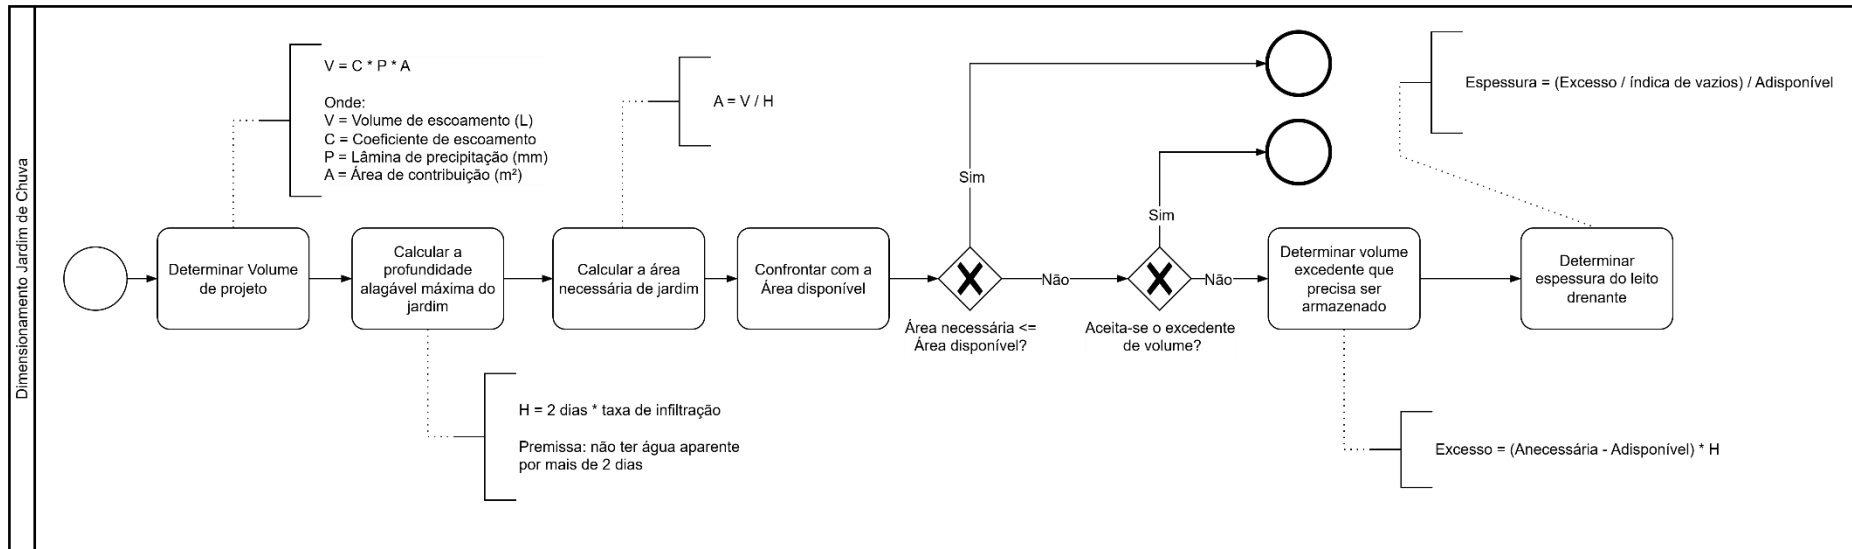 Dimensionamento Jardim de Chuva
V = C * P * A
Onde:
V = Volume de escoamento (L)
C = Coeficiente de escoamento
P = Lâmina de precipitação (mm)
A = Área de contribuição (m²)
A = V / H
Espessura = (Excesso / índica de vazios) / Adisponível
Determinar Volume
de projeto
Calcular a
profundidade
alagável máxima do
jardim
Calcular a área
necessária de jardim
Confrontar com a
Área disponível
Sim
Não
Área necessária <=
Área disponível?
Sim
Não
Aceita-se o excedente
de volume?
Determinar volume
excedente que
precisa ser
armazenado
Determinar
espessura do leito
drenante
H = 2 dias * taxa de infiltração
Premissa: não ter água aparente
por mais de 2 dias
Excesso = (Anecessária - Adisponível) * H